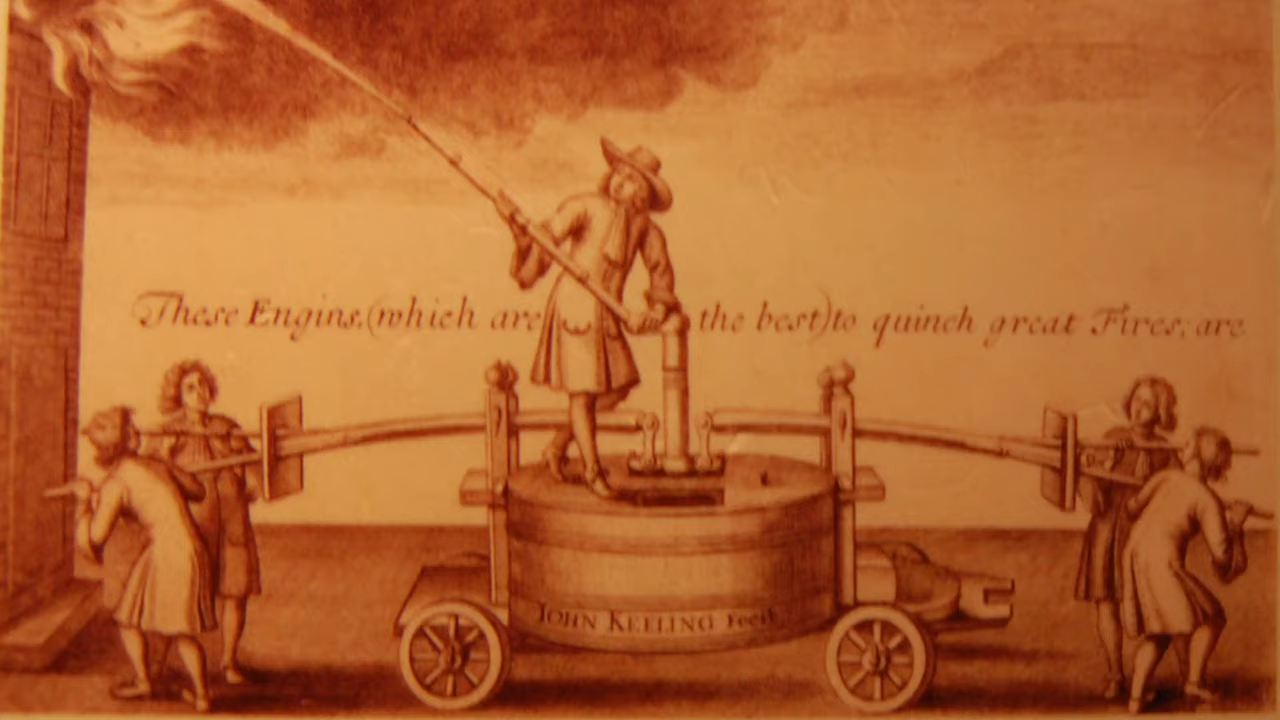 These Engins, (which are the best) to quinch great Fires; are
JOHN KEELING Fecit